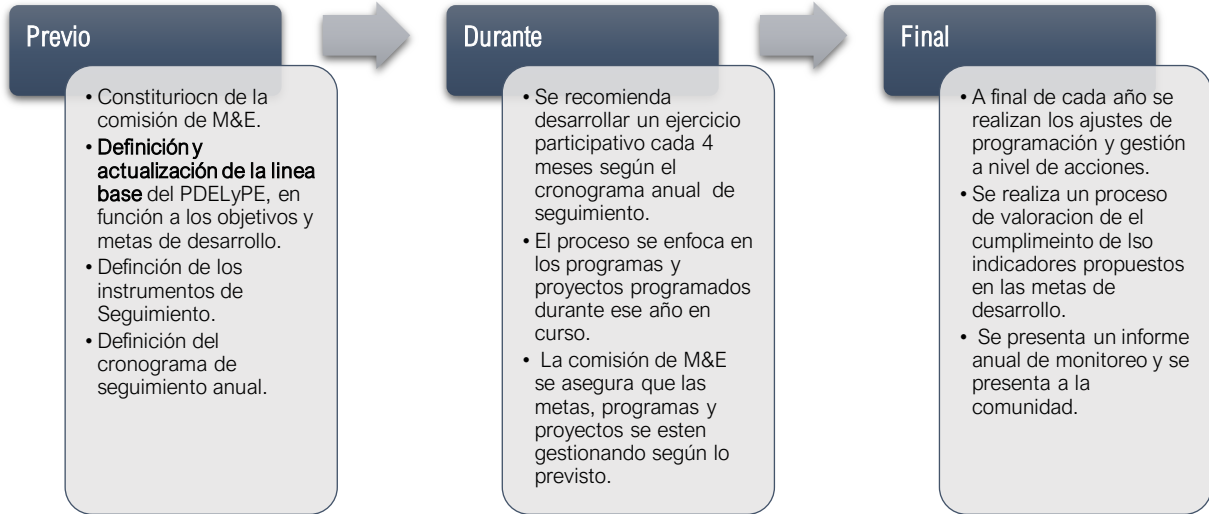 Previo
• Constituriocn de la
comisión de M&E.
• Definición y
actualización de la linea
base del PDELyPE, en
función a los objetivos y
metas de desarrollo.
• Definción de los
instrumentos de
Seguimiento.
• Definición del
cronograma de
seguimiento anual.
Durante
• Se recomienda
desarrollar un ejercicio
participativo cada 4
meses según el
cronograma anual de
seguimiento.
• El proceso se enfoca en
los programas y
proyectos programados
durante ese año en
curso.
• La comisión de M&E
se asegura que las
metas, programas y
proyectos se esten
gestionando según lo
previsto.
Final
• A final de cada año se
realizan los ajustes de
programación y gestión
a nivel de acciones.
• Se realiza un proceso
de valoracion de el
cumplimeinto de lso
indicadores propuestos
en las metas de
desarrollo.
• Se presenta un informe
anual de monitoreo y se
presenta a la
comunidad.